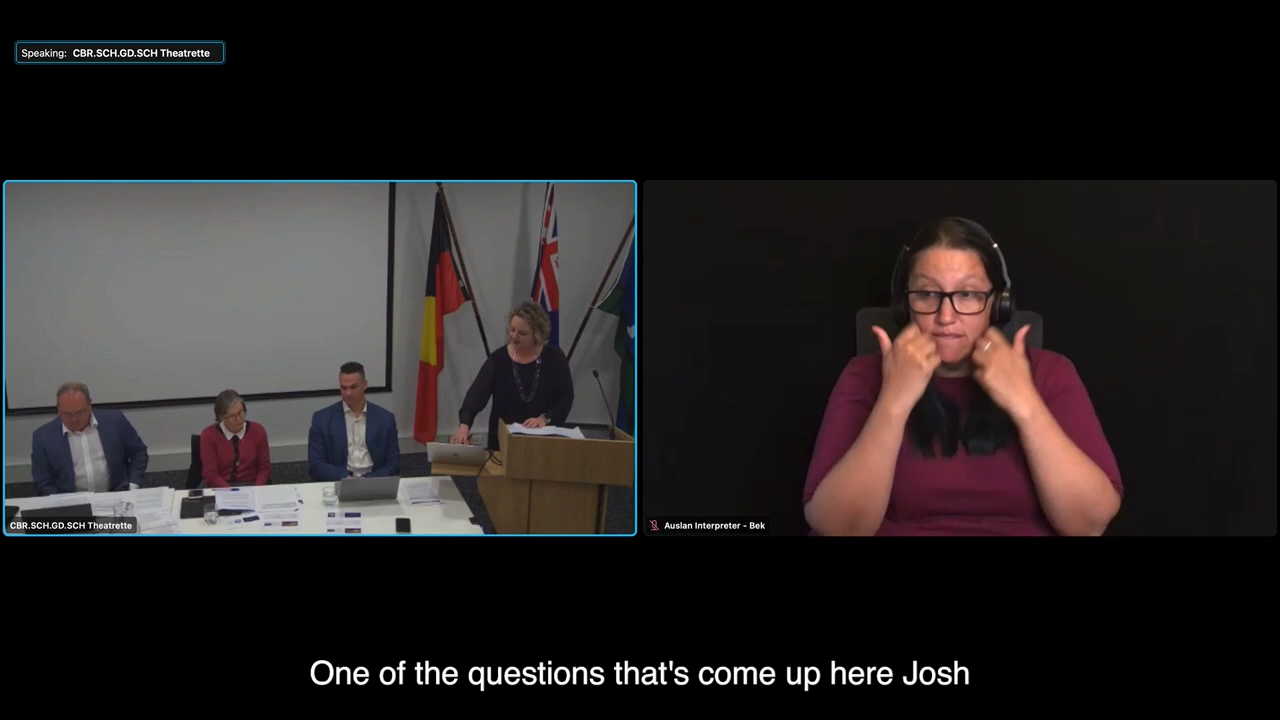 Speaking: CBR.SCH.GD.SCH Theatrette
CBR.SCH.GD.SCH Theatrette
Auslan Interpreter - Bek
One of the questions that's come up here Josh